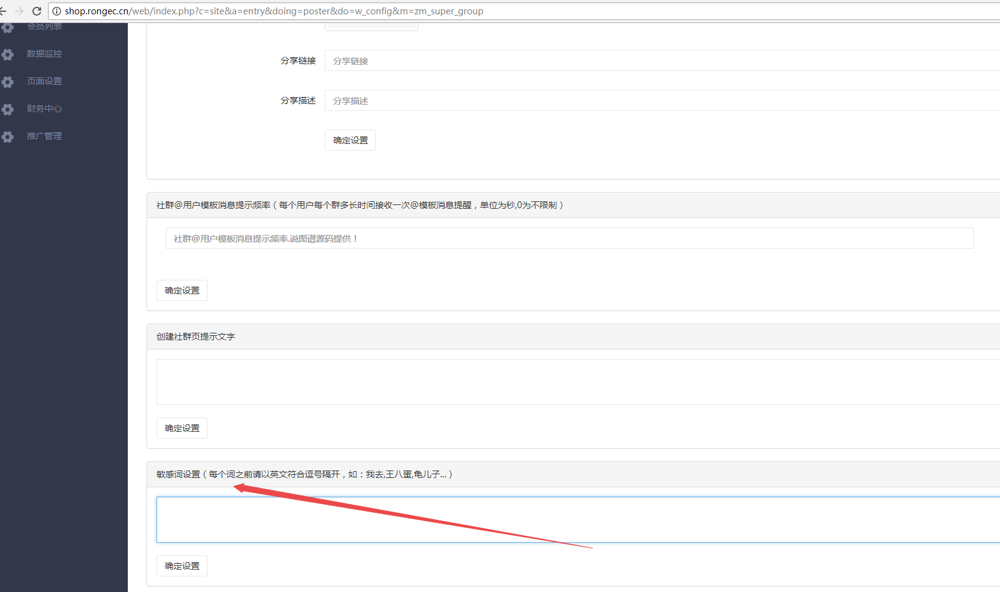 shop.rongec.cn/web/index.php?c=site&a=entry&doing=poster&do=w_config&m=zm_super_group
会员列表
数据监控
页面设置
财务中心
推广管理
分享链接 分享链接
分享描述 分享描述
确定设置
社群@用户模板消息提示频率（每个用户每个群多长时间接收一次@模板消息提醒，单位为秒,0为不限制）
社群@用户模板消息提示频率.说图谱源码提供！
确定设置
创建社群页提示文字
确定设置
敏感词设置（每个词之前请以英文符合逗号隔开，如：我去,王八蛋,龟儿子...）
确定设置